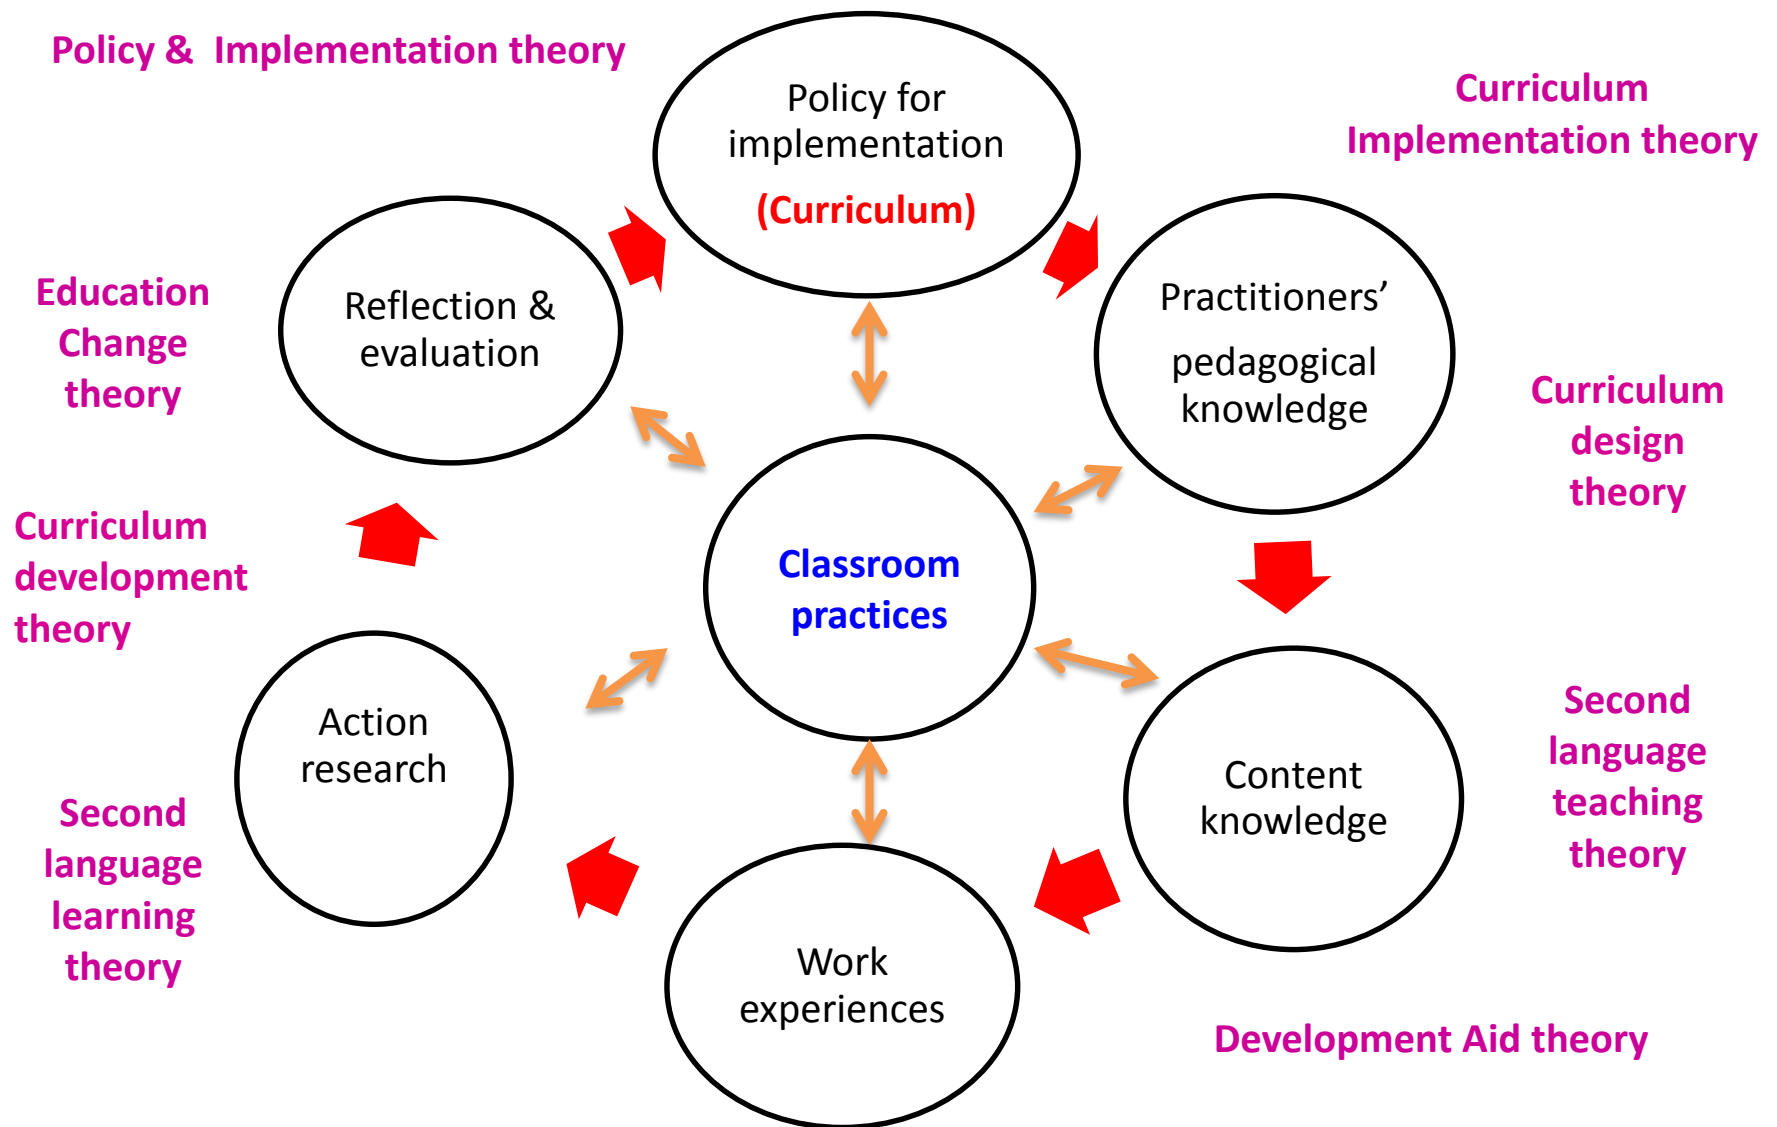 Policy &  Implementation theory
Policy for
implementation
(Curriculum)
Curriculum
Implementation theory
Education
Change
theory
Reflection &
evaluation
Practitioners’
pedagogical
knowledge
Curriculum
design
theory
Curriculum
development
theory
Classroom
practices
Action
research
Second
language
learning
theory
Content
knowledge
Second
language
teaching
theory
Work
experiences
Development Aid theory